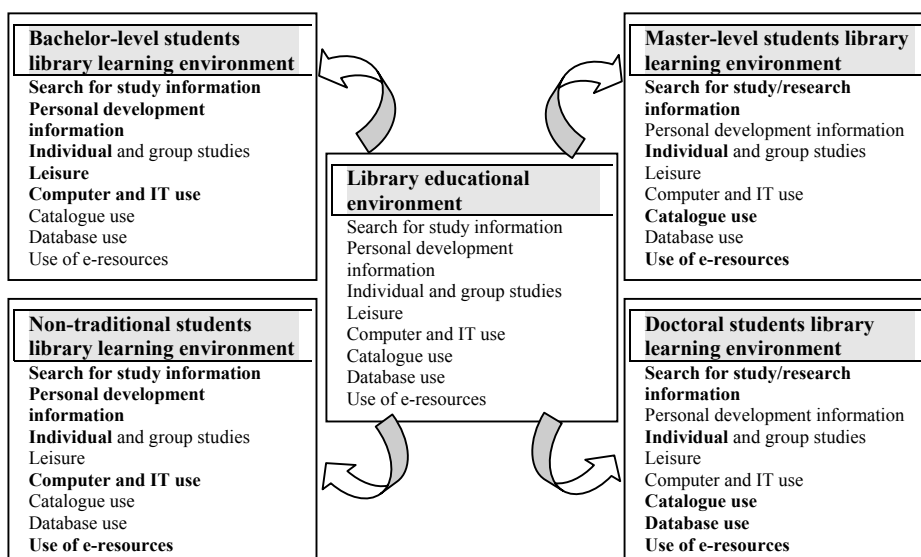 Bachelor-level students
library learning environment
Search for study information
Personal development
information
Individual and group studies
Leisure
Computer and IT use
Catalogue use
Database use
Use of e-resources
Master-level students library
learning environment
Search for study/research
information
Personal development information
Individual and group studies
Leisure
Computer and IT use
Catalogue use
Database use
Use of e-resources
Library educational
environment
Search for study information
Personal development
information
Individual and group studies
Leisure
Computer and IT use
Catalogue use
Database use
Use of e-resources
Non-traditional students
library learning environment
Search for study information
Personal development
information
Individual and group studies
Leisure
Computer and IT use
Catalogue use
Database use
Use of e-resources
Doctoral students library
learning environment
Search for study/research
information
Personal development information
Individual and group studies
Leisure
Computer and IT use
Catalogue use
Database use
Use of e-resources